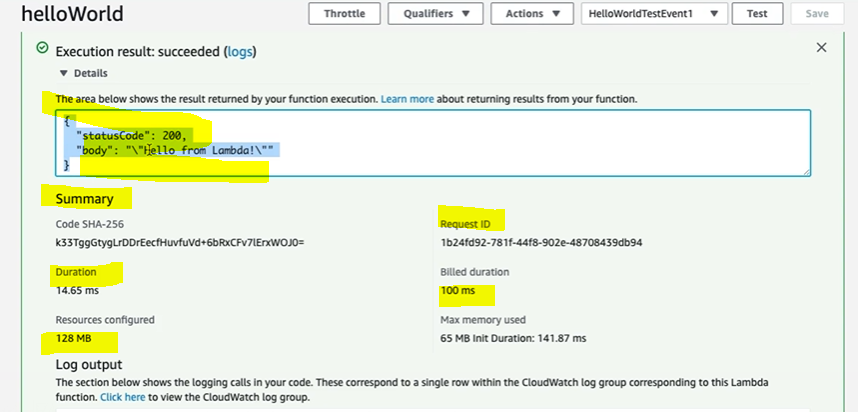 helloWorld
Throttle
Qualifiers
Actions
HelloWorldTestEvent1
Test
Save
Execution result: succeeded (logs)
Details
The area below shows the result returned by your function execution. Learn more about returning results from your function.
{
"statusCode": 200,
"body": "\"Hello from Lambda!\""
}
Summary
Code SHA-256
k33TggGtygLrDDrEecfHuvfuVd+6bRxCFv7lErxWOJ0=
Request ID
1b24fd92-781f-44f8-902e-48708439db94
Duration
14.65 ms
Billed duration
100 ms
Resources configured
128 MB
Max memory used
65 MB Init Duration: 141.87 ms
Log output
The section below shows the logging calls in your code. These correspond to a single row within the CloudWatch log group corresponding to this Lambda
function. Click here to view the CloudWatch log group.